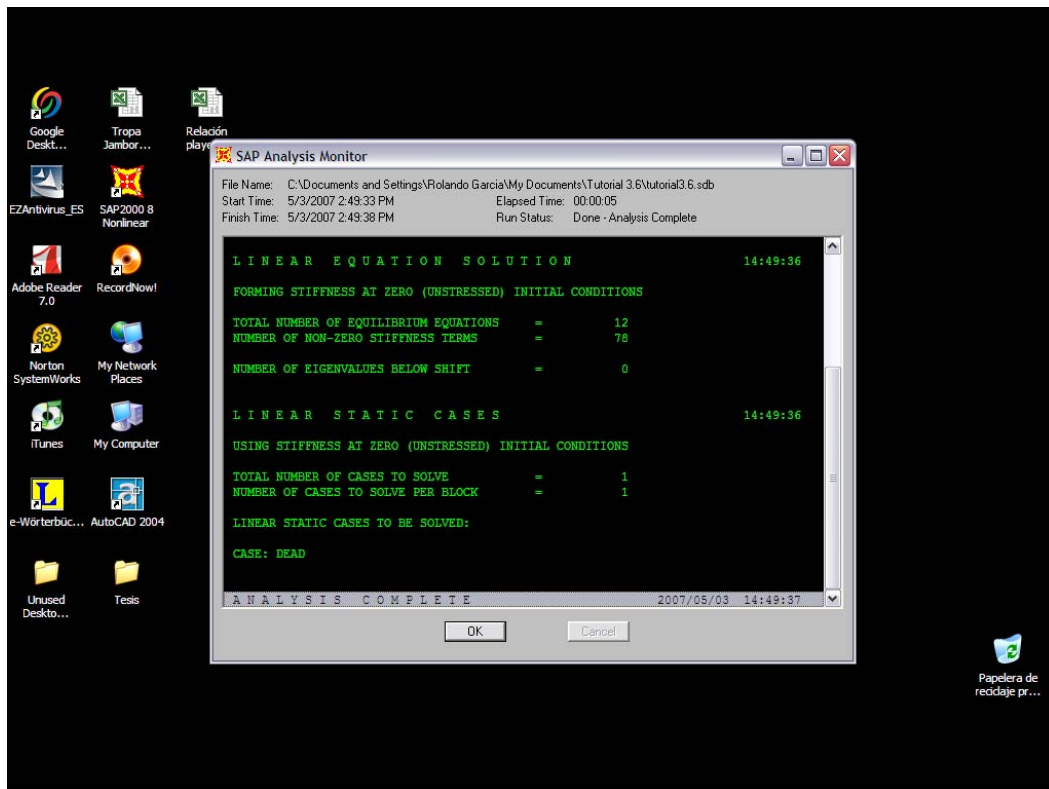 Google
Deskt...
Tropa
Jambor...
Relación
playe
EZAntivirus_ES
SAP2000 8
Nonlinear
Adobe Reader
7.0
RecordNow!
Norton
SystemWorks
My Network
Places
iTunes
My Computer
e-Wörterbüc...
AutoCAD 2004
Unused
Deskto...
Tesis
SAP Analysis Monitor
File Name: C:\Documents and Settings\Rolando Garcia\My Documents\Tutorial 3.6\tutorial3.6.sdb
Start Time: 5/3/2007 2:49:33 PM Elapsed Time: 00:00:05
Finish Time: 5/3/2007 2:49:38 PM Run Status: Done - Analysis Complete
L I N E A R E Q U A T I O N S O L U T I O N 14:49:36
FORMING STIFFNESS AT ZERO (UNSTRESSED) INITIAL CONDITIONS
TOTAL NUMBER OF EQUILIBRIUM EQUATIONS = 12
NUMBER OF NON-ZERO STIFFNESS TERMS = 78
NUMBER OF EIGENVALUES BELOW SHIFT = 0
L I N E A R S T A T I C C A S E S 14:49:36
USING STIFFNESS AT ZERO (UNSTRESSED) INITIAL CONDITIONS
TOTAL NUMBER OF CASES TO SOLVE = 1
NUMBER OF CASES TO SOLVE PER BLOCK = 1
LINEAR STATIC CASES TO BE SOLVED:
CASE: DEAD
A N A L Y S I S C O M P L E T E 2007/05/03 14:49:37
OK Cancel
Papelera de
reciclaje pr...